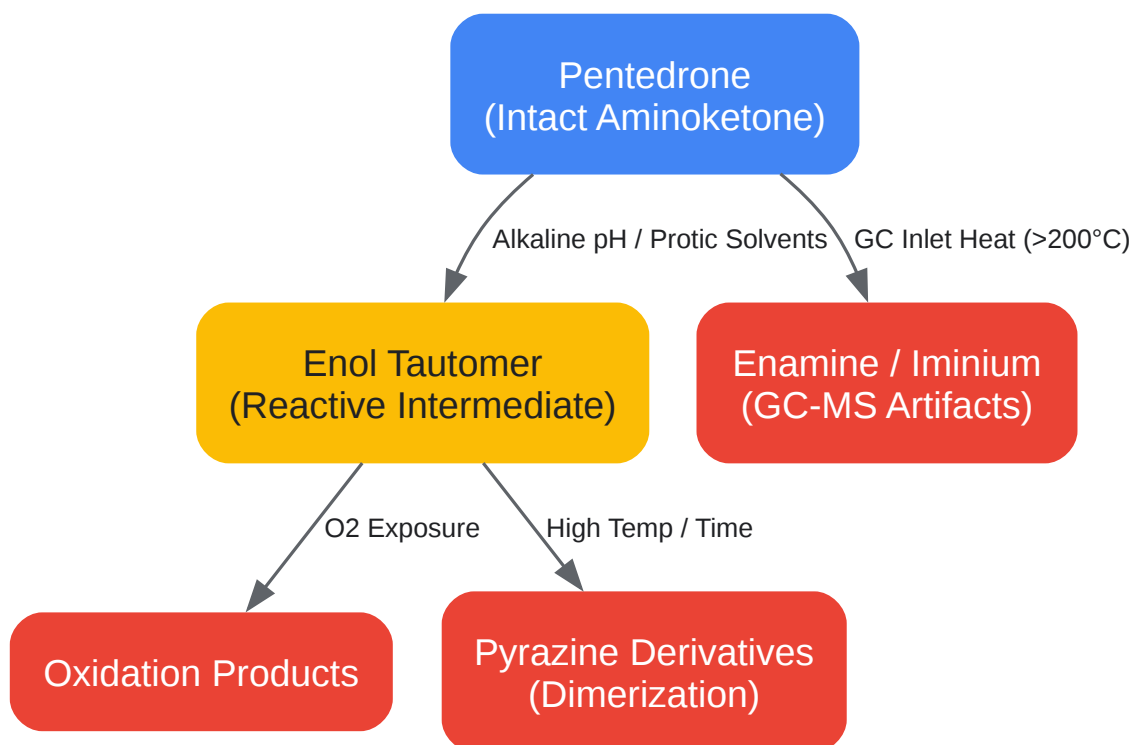 Pentedrone
(Intact Aminoketone)
Alkaline pH / Protic Solvents
GC Inlet Heat (>200°C)
Enol Tautomer
(Reactive Intermediate)
Enamine / Iminium
(GC-MS Artifacts)
O2 Exposure
High Temp / Time
Oxidation Products
Pyrazine Derivatives
(Dimerization)